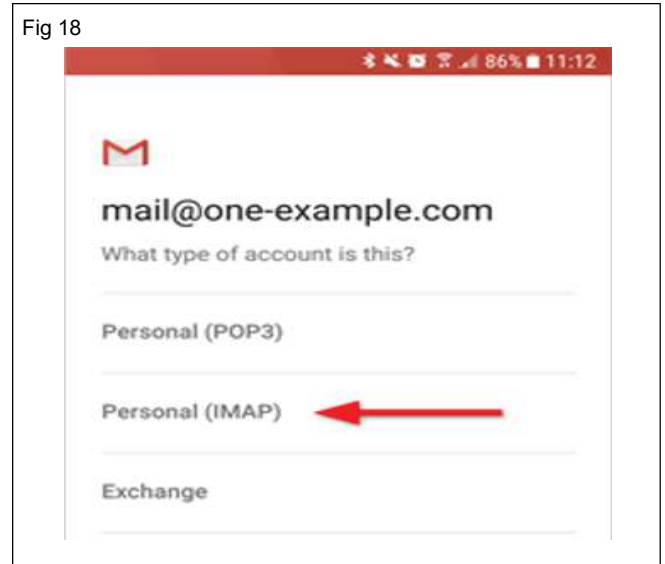 Fig 18
86% 11:12
mail@one-example.com
What type of account is this?
Personal (POP3)
Personal (IMAP)
Exchange